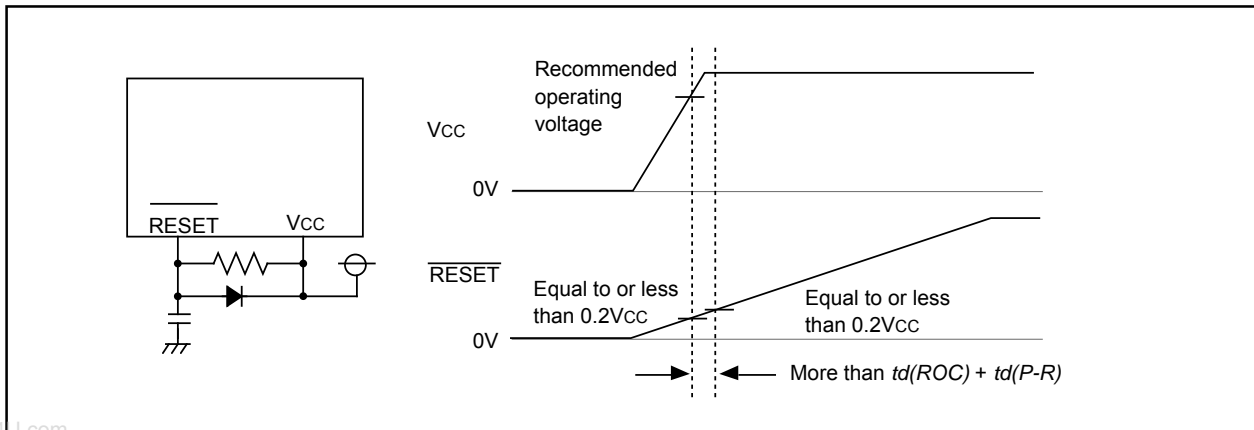 Recommended
operating
voltage
VCC
0V
RESET
VCC
RESET
Equal to or less
than 0.2VCC
Equal to or less
than 0.2VCC
0V
More than td(ROC) + td(P-R)